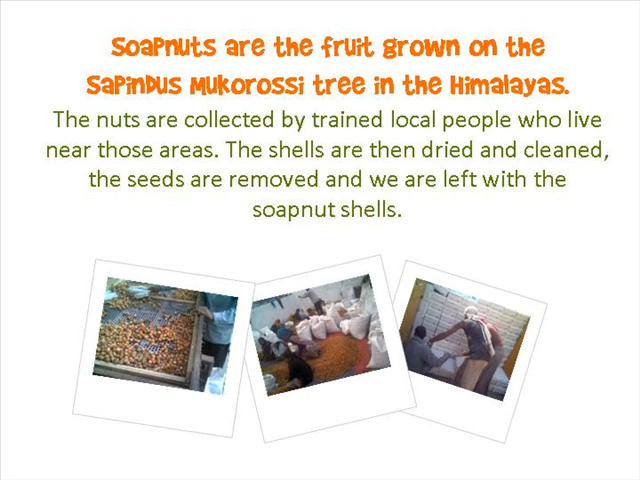 Soapnuts are the fruit grown on the
Sapindus Mukorossi tree in the Himalayas.
The nuts are collected by trained local people who live
near those areas. The shells are then dried and cleaned,
the seeds are removed and we are left with the
soapnut shells.